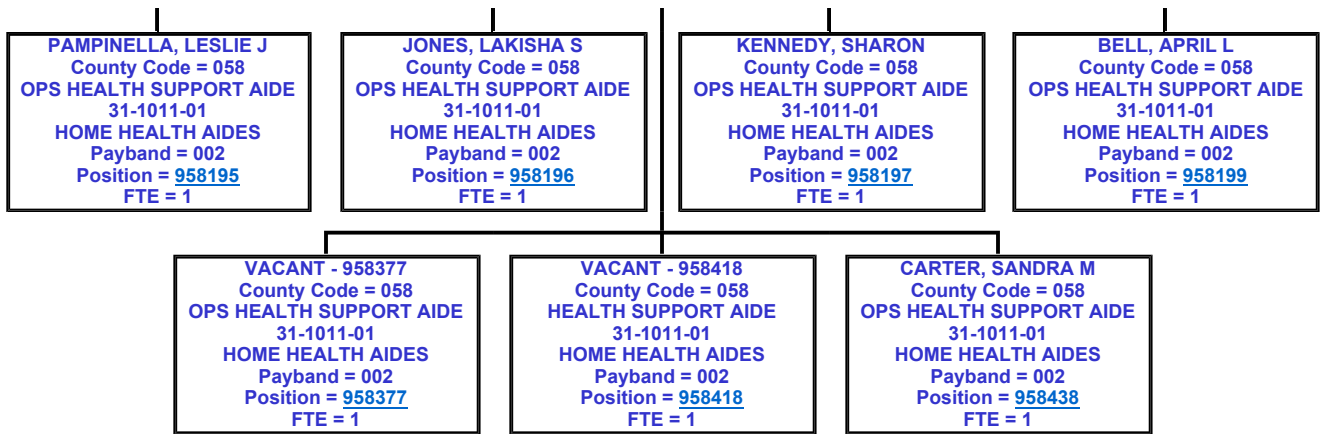 PAMPINELLA, LESLIE J
County Code = 058
OPS HEALTH SUPPORT AIDE
31-1011-01
HOME HEALTH AIDES
Payband = 002
Position = 958195
FTE = 1
JONES, LAKISHA S
County Code = 058
OPS HEALTH SUPPORT AIDE
31-1011-01
HOME HEALTH AIDES
Payband = 002
Position = 958196
FTE = 1
KENNEDY, SHARON
County Code = 058
OPS HEALTH SUPPORT AIDE
31-1011-01
HOME HEALTH AIDES
Payband = 002
Position = 958197
FTE = 1
BELL, APRIL L
County Code = 058
OPS HEALTH SUPPORT AIDE
31-1011-01
HOME HEALTH AIDES
Payband = 002
Position = 958199
FTE = 1
VACANT - 958377
County Code = 058
OPS HEALTH SUPPORT AIDE
31-1011-01
HOME HEALTH AIDES
Payband = 002
Position = 958377
FTE = 1
VACANT - 958418
County Code = 058
HEALTH SUPPORT AIDE
31-1011-01
HOME HEALTH AIDES
Payband = 002
Position = 958418
FTE = 1
CARTER, SANDRA M
County Code = 058
OPS HEALTH SUPPORT AIDE
31-1011-01
HOME HEALTH AIDES
Payband = 002
Position = 958438
FTE = 1